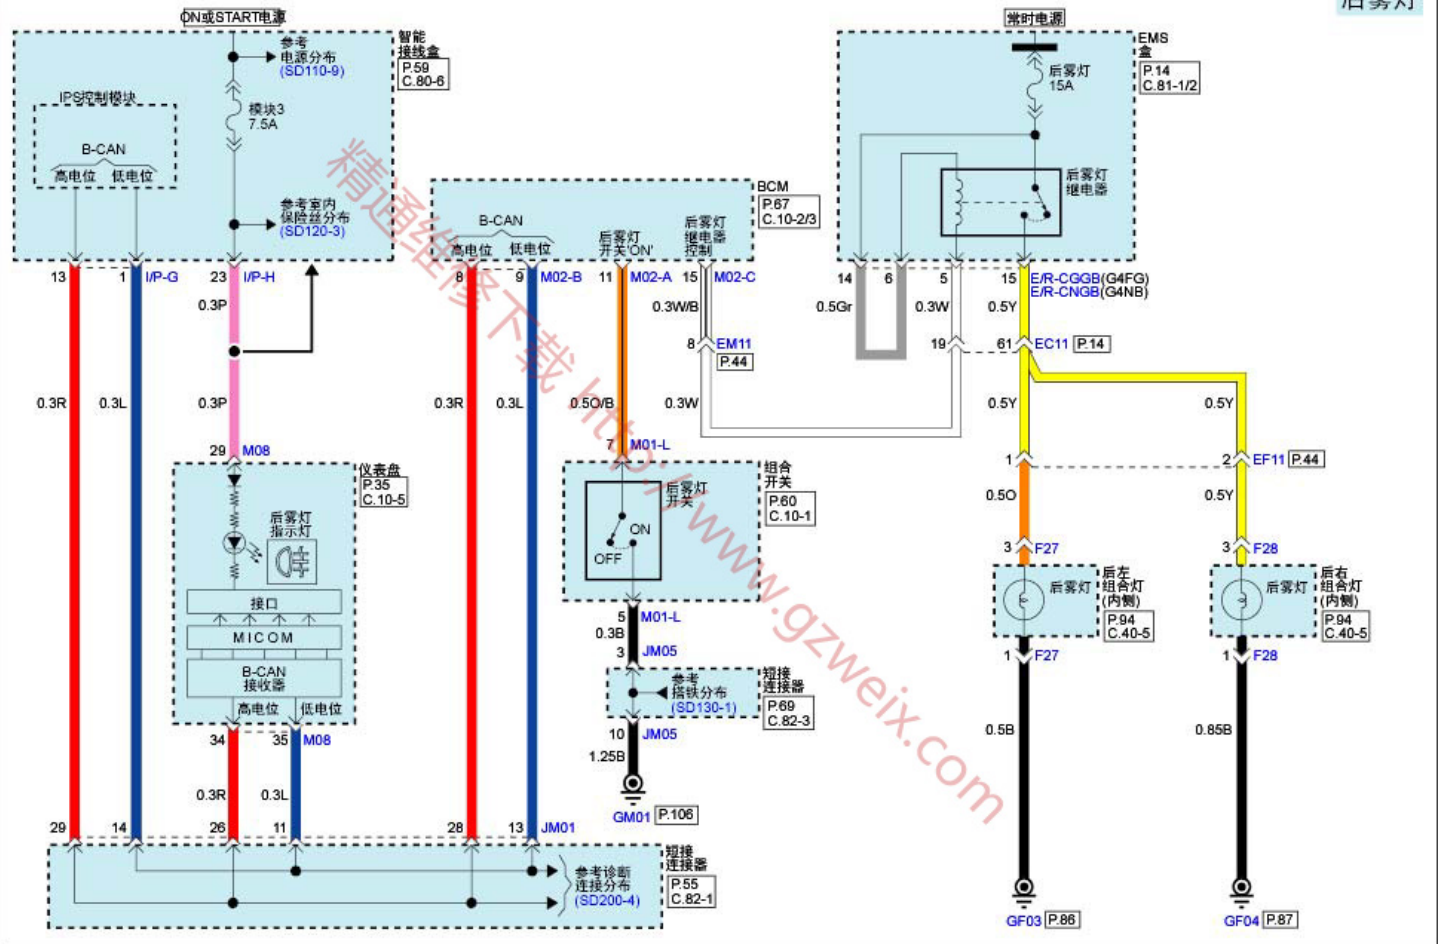 后雾灯
ON或START电源
常时电源
智能
接线盒
P.59
C.80-6
参考
电源分布
(SD110-9)
IPS控制模块
模块3
7.5A
B-CAN
高电位
低电位
参考室内
保险丝分布
(SD120-3)
EMS
盒
P.14
C.81-1/2
后雾灯
15A
后雾灯
继电器
BCM
P.67
C.10-2/3
B-CAN
高电位
低电位
后雾灯
开关'ON'
后雾灯
继电器
控制
13
1
I/P-G
23
I/P-H
8
9
M02-B
11
M02-A
15
M02-C
14
6
5
15
E/R-CGGB(G4FG)
E/R-CNGB(G4NB)
0.3P
0.3W/B
0.5Gr
0.3W
0.5Y
8
EM11
P.44
19
61
EC11
P.14
0.3R
0.3L
0.3P
0.3R
0.3L
0.5O/B
0.3W
0.5Y
0.5Y
29
M08
7
M01-L
1
2
EF11
P.44
仪表盘
P.35
C.10-5
后雾灯
指示灯
接口
MICOM
B-CAN
接收器
高电位
低电位
组合
开关
P.60
C.10-1
后雾灯
开关
ON
OFF
0.5O
0.5Y
3
F27
3
F28
后雾灯
后左
组合灯
(内侧)
P.94
C.40-5
后雾灯
后右
组合灯
(内侧)
P.94
C.40-5
5
M01-L
0.3B
3
JM05
1
F27
1
F28
参考
搭铁分布
(SD130-1)
短接
连接器
P.69
C.82-3
34
35
M08
10
JM05
1.25B
0.5B
0.85B
0.3R
0.3L
GM01
P.106
29
14
26
11
28
13
JM01
参考诊断
连接分布
(SD200-4)
短接
连接器
P.55
C.82-1
GF03
P.86
GF04
P.87
精通维修下载 http://www.gzweix.com